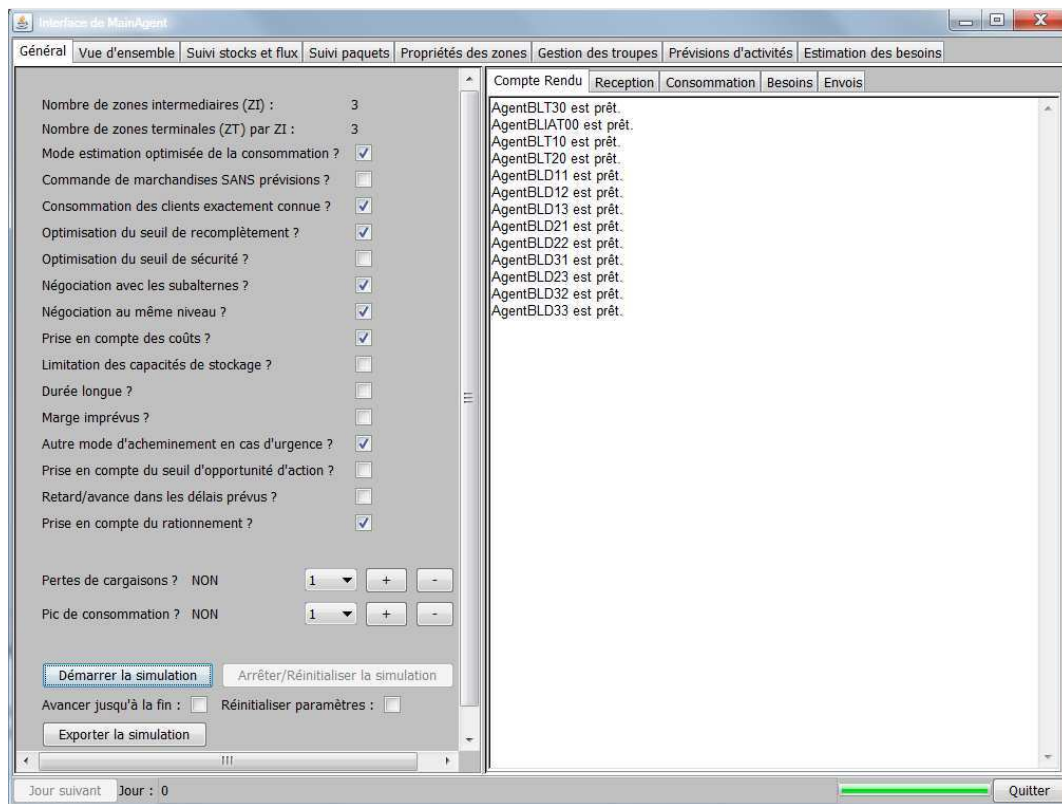 Interface de MainAgent
Général Vue d'ensemble Suivi stocks et flux Suivi paquets Propriétés des zones Gestion des troupes Prévisions d'activités Estimation des besoins
Nombre de zones intermediaires (ZI) : 3
Nombre de zones terminales (ZT) par ZI : 3
Mode estimation optimisée de la consommation ?
Commande de marchandises SANS prévisions ?
Consommation des clients exactement connue ?
Optimisation du seuil de recomplètement ?
Optimisation du seuil de sécurité ?
Négociation avec les subalternes ?
Négociation au même niveau ?
Prise en compte des coûts ?
Limitation des capacités de stockage ?
Durée longue ?
Marge imprévus ?
Autre mode d'acheminement en cas d'urgence ?
Prise en compte du seuil d'opportunité d'action ?
Retard/avance dans les délais prévus ?
Prise en compte du rationnement ?
Pertes de cargaisons ? NON 1 + -
Pic de consommation ? NON 1 + -
Démarrer la simulation Arrêter/Réinitialiser la simulation
Avancer jusqu'à la fin : Réinitialiser paramètres :
Exporter la simulation
Compte Rendu Reception Consommation Besoins Envois
AgentBLT30 est prêt.
AgentBLIAT00 est prêt.
AgentBLT10 est prêt.
AgentBLT20 est prêt.
AgentBLD11 est prêt.
AgentBLD12 est prêt.
AgentBLD13 est prêt.
AgentBLD21 est prêt.
AgentBLD22 est prêt.
AgentBLD31 est prêt.
AgentBLD23 est prêt.
AgentBLD32 est prêt.
AgentBLD33 est prêt.
Jour suivant Jour : 0 Quitter